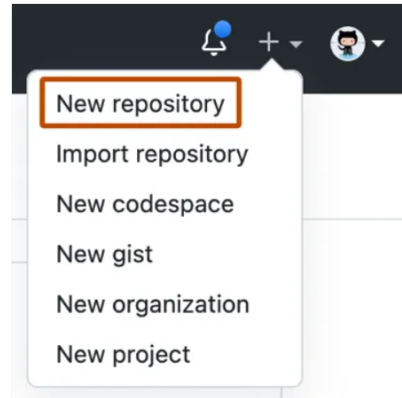 New repository
Import repository
New codespace
New gist
New organization
New project